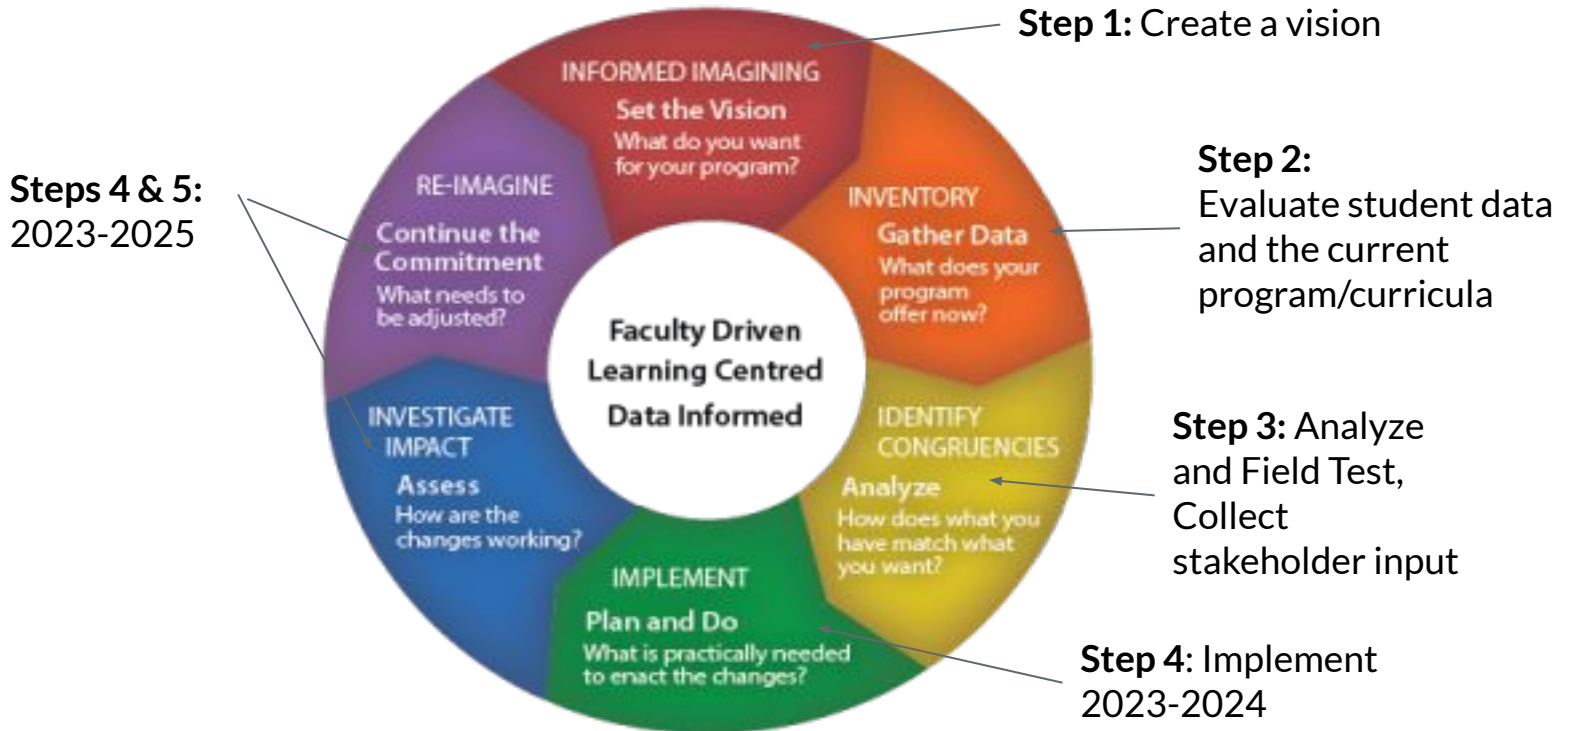 Step 1: Create a vision
INFORMED IMAGINING
Set the Vision
What do you want
for your program?
Step 2:
Evaluate student data
and the current
program/curricula
INVENTORY
Gather Data
What does your
program
offer now?
Step 3: Analyze
and Field Test,
Collect
stakeholder input
IDENTIFY
CONGRUENCIES
Analyze
How does what you
have match what
you want?
Step 4: Implement
2023-2024
IMPLEMENT
Plan and Do
What is practically needed
to enact the changes?
Steps 4 & 5:
2023-2025
INVESTIGATE
IMPACT
Assess
How are the
changes working?
RE-IMAGINE
Continue the
Commitment
What needs to
be adjusted?
Faculty Driven
Learning Centred
Data Informed